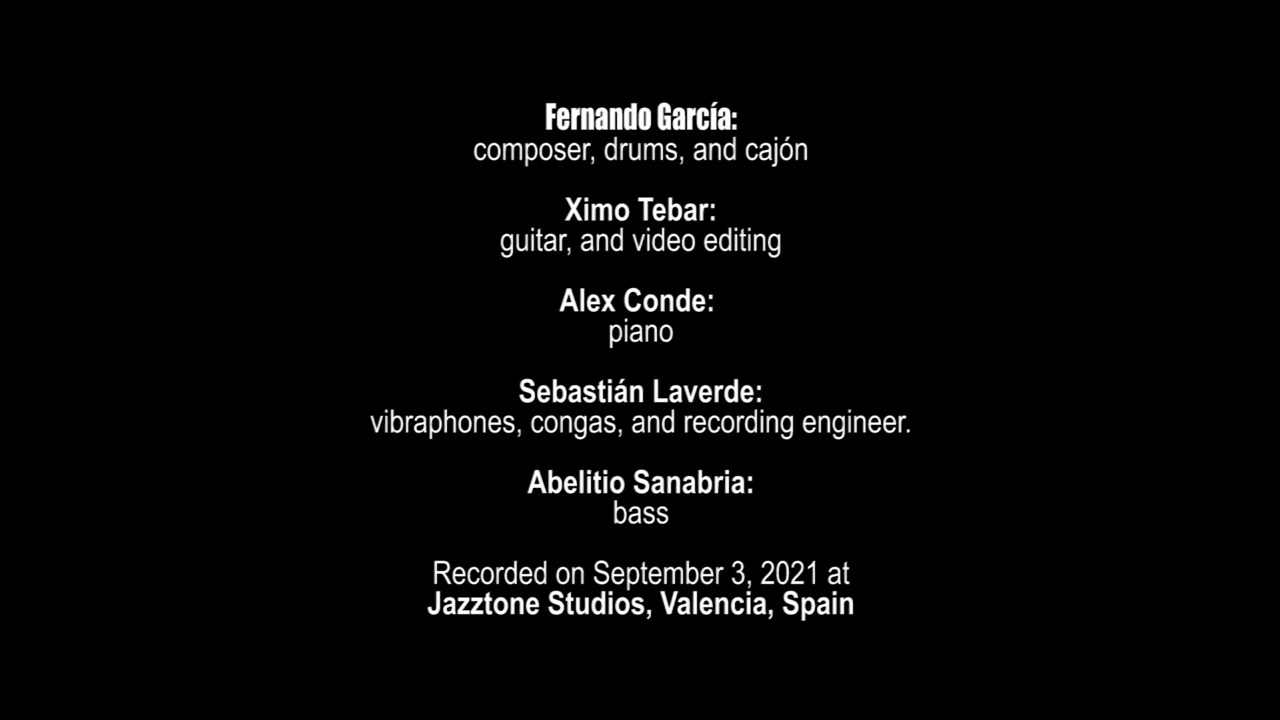 Fernando García:
composer, drums, and cajón
Ximo Tebar:
guitar, and video editing
Alex Conde:
piano
Sebastián Laverde:
vibraphones, congas, and recording engineer.
Abelitio Sanabria:
bass
Recorded on September 3, 2021 at
Jazztone Studios, Valencia, Spain